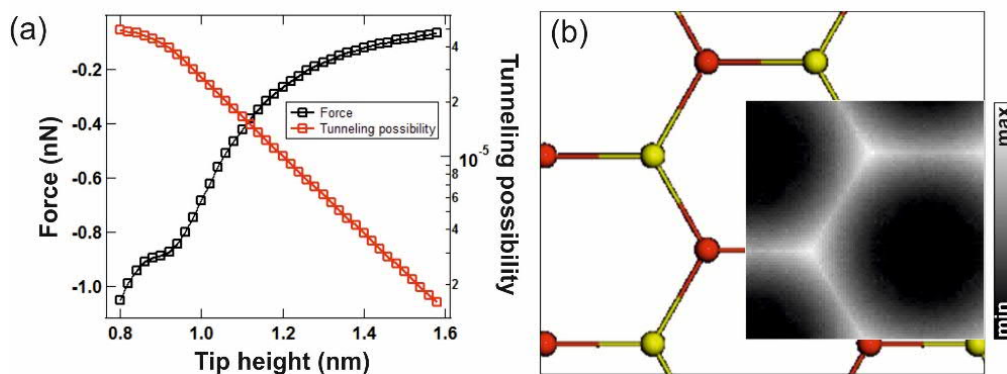 (a)
Force (nN)
-0.2
-0.4
-0.6
-0.8
-1.0
0.8
1.0
1.2
1.4
1.6
Tip height (nm)
Force
Tunneling possibility
4
2
10-5
8
6
4
2
Tunneling possibility
(b)
max
min